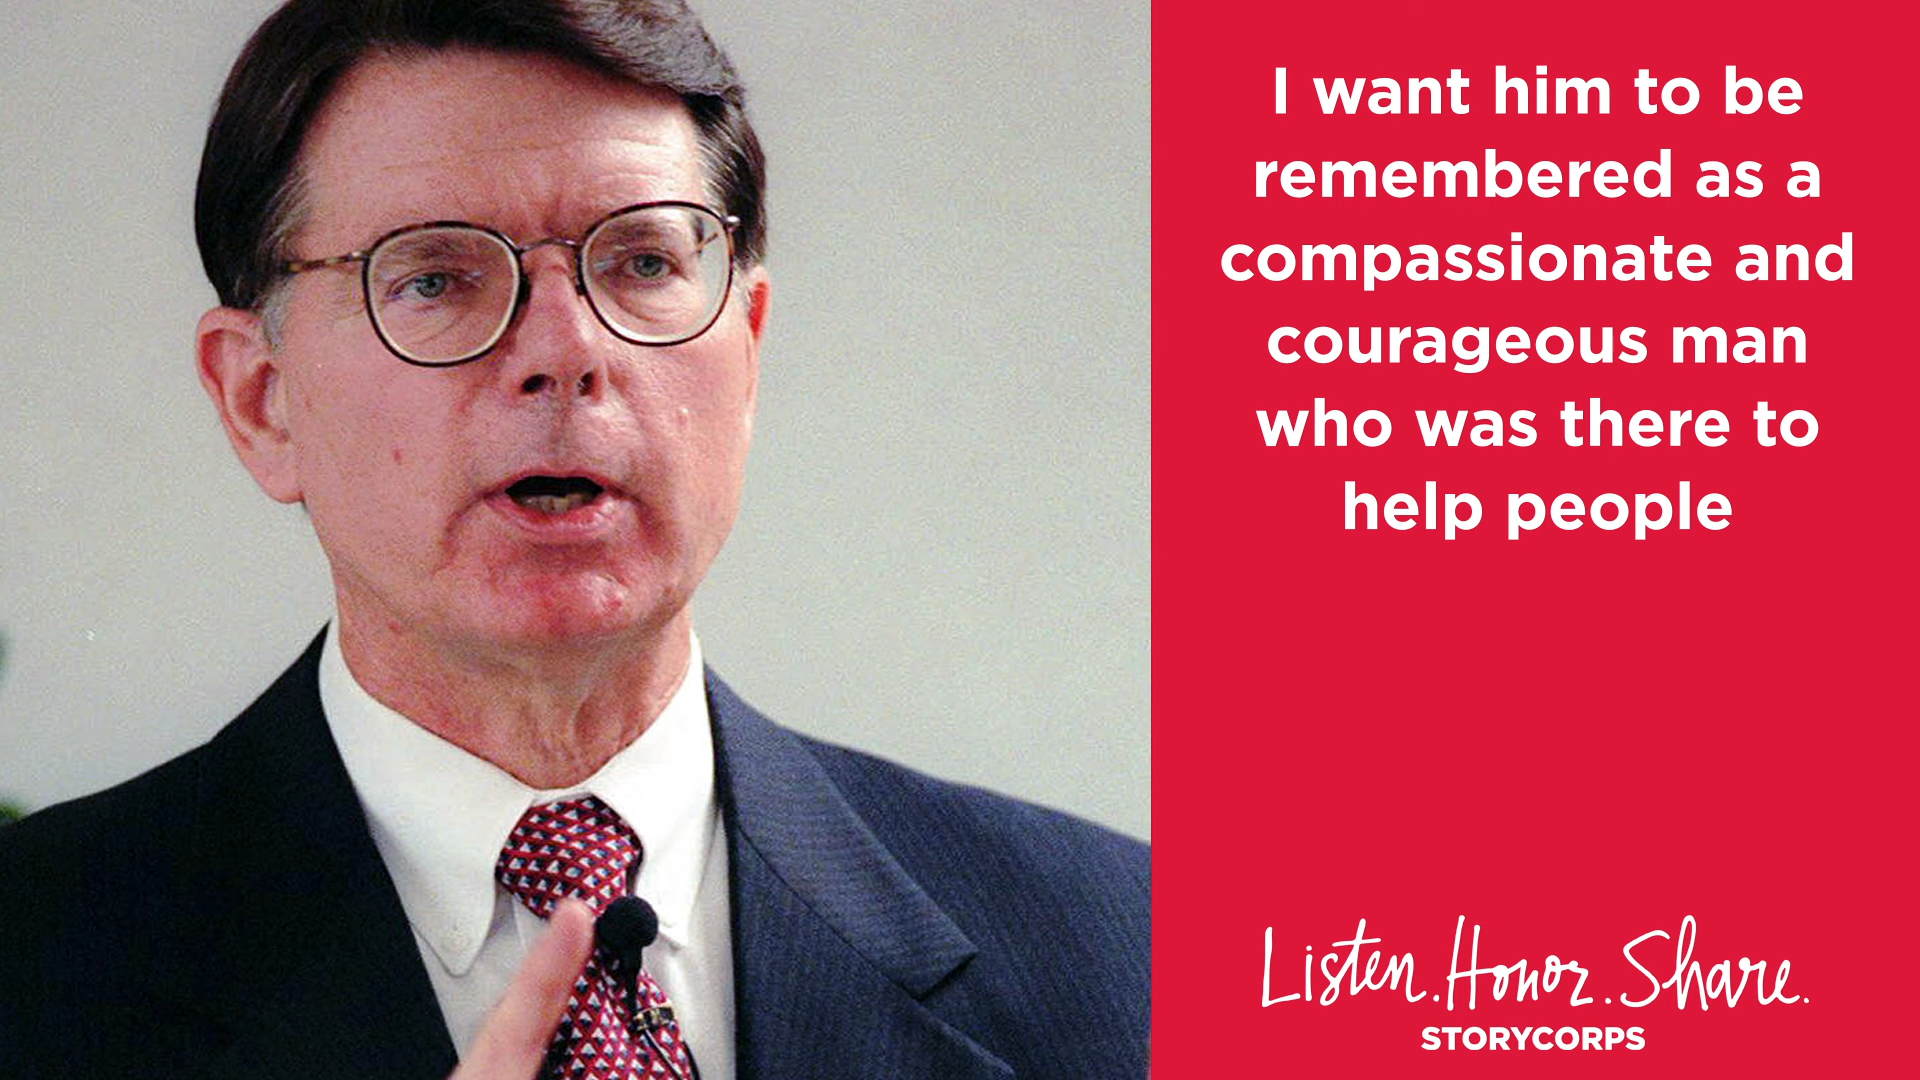 I want him to be
remembered as a
compassionate and
courageous man
who was there to
help people
Listen. Honor. Share.
STORYCORPS